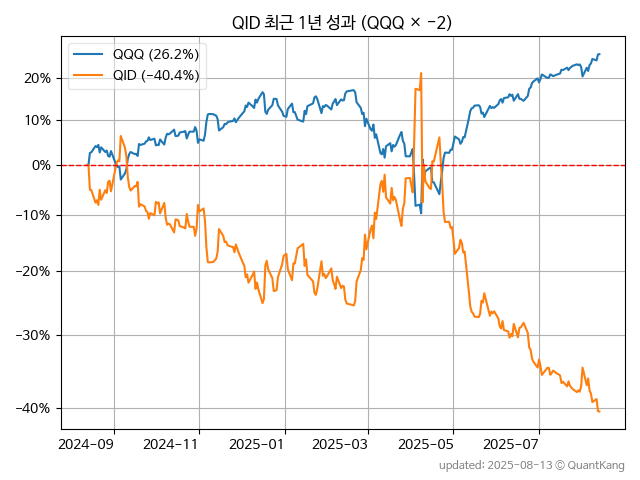 QID 최근 1년 성과 (QQQ × −2)
QQQ (26.2%)
QID (−40.4%)
20%
10%
0%
−10%
−20%
−30%
−40%
2024-09 2024-11 2025-01 2025-03 2025-05 2025-07
updated: 2025-08-13 ⓒ QuantKang